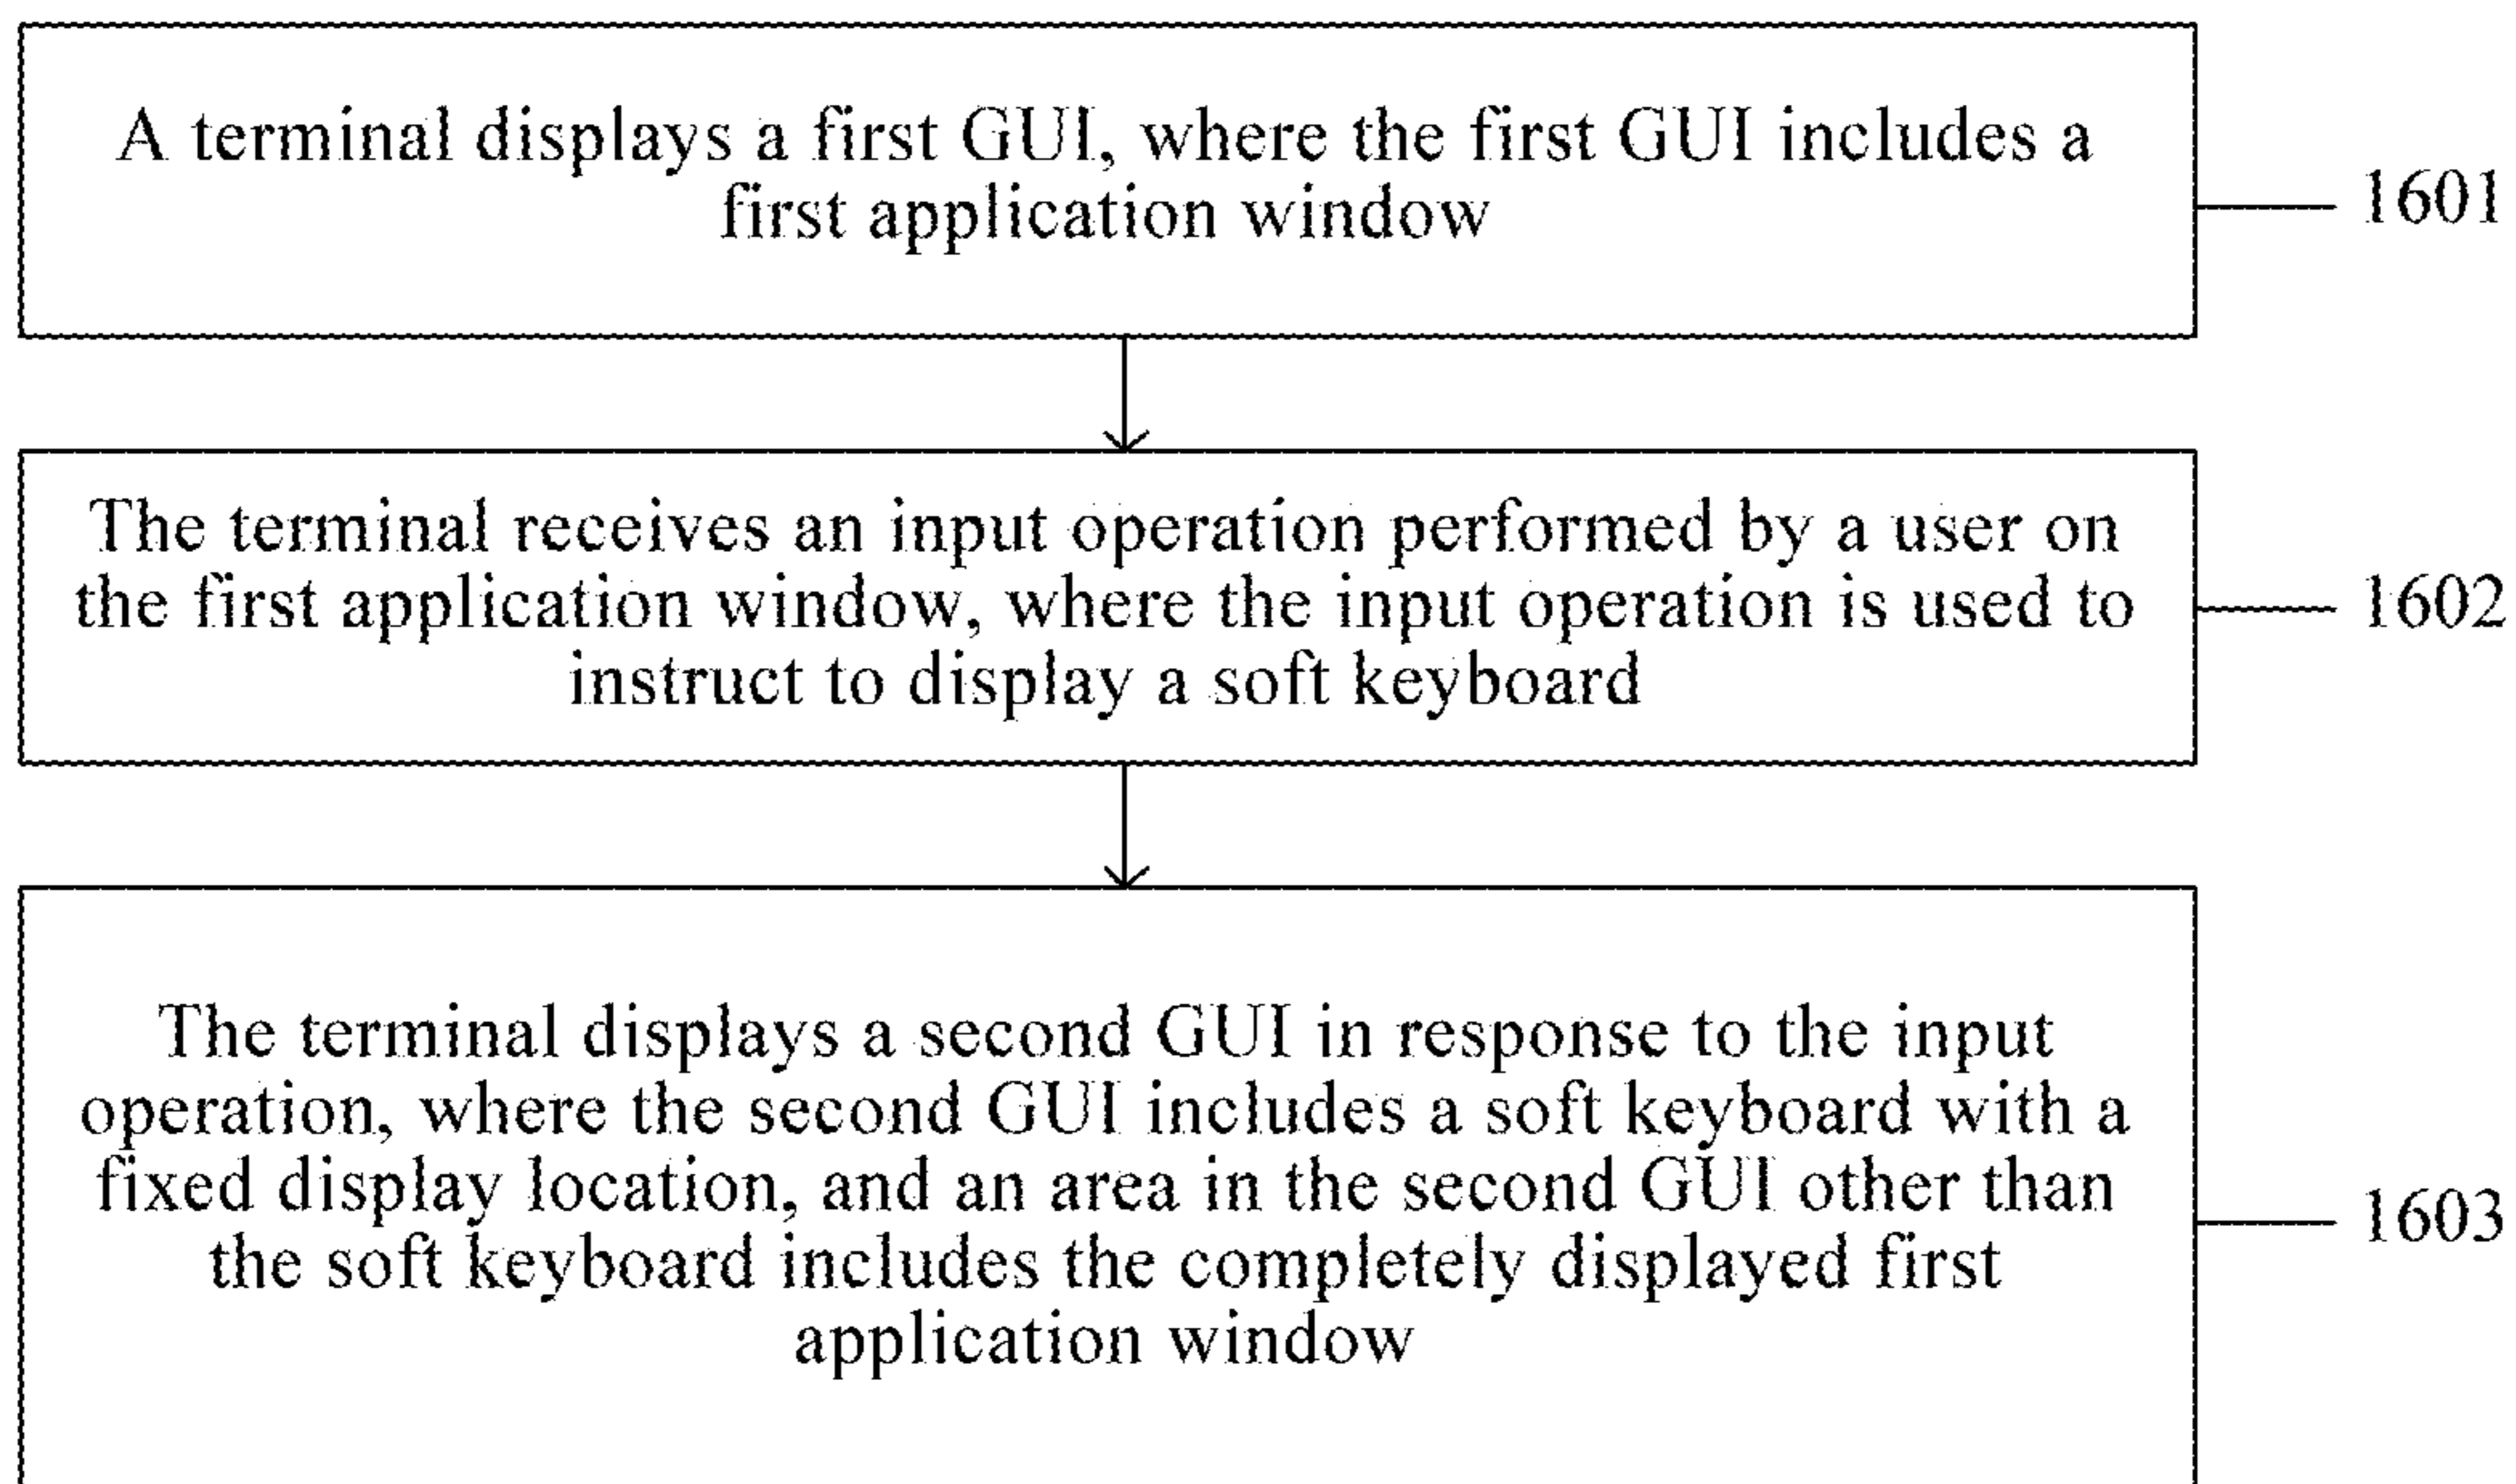 A terminal displays a first GUI, where the first GUI includes a
first application window
1601
The terminal receives an input operation performed by a user on
the first application window, where the input operation is used to
instruct to display a soft keyboard
1602
The terminal displays a second GUI in response to the input
operation, where the second GUI includes a soft keyboard with a
fixed display location, and an area in the second GUI other than
the soft keyboard includes the completely displayed first
application window
1603